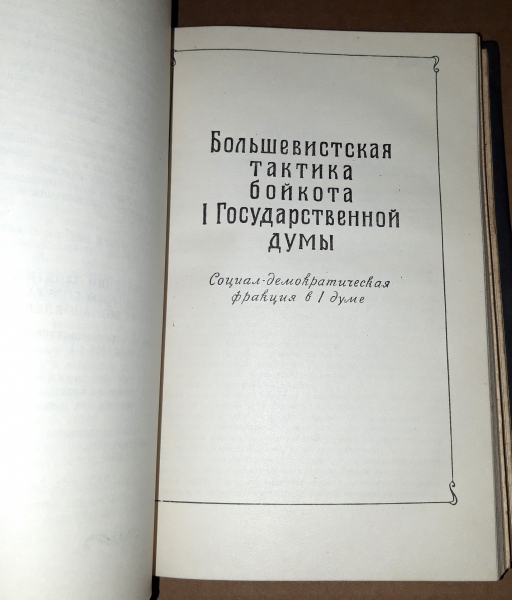 Большевистская
тактика
бойкота
I Государственной
думы
Социал-демократическая
фракция в I думе